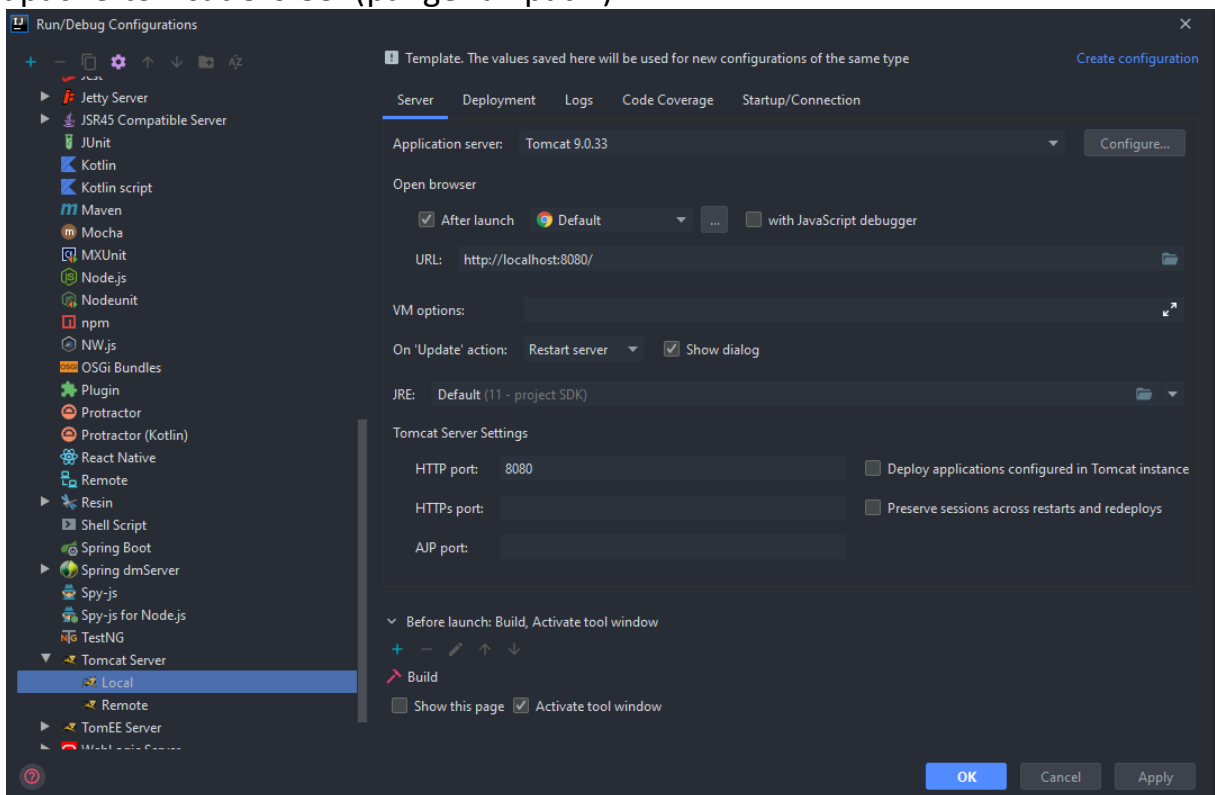 Run/Debug Configurations
Template. The values saved here will be used for new configurations of the same type
Create configuration
Jetty Server
JSR45 Compatible Server
JUnit
Kotlin
Kotlin script
Maven
Mocha
MXUnit
Node.js
Nodeunit
npm
NW.js
OSGi Bundles
Plugin
Protractor
Protractor (Kotlin)
React Native
Remote
Resin
Shell Script
Spring Boot
Spring dmServer
Spy-js
Spy-js for Node.js
TestNG
Tomcat Server
Local
Remote
TomEE Server
Server Deployment Logs Code Coverage Startup/Connection
Application server: Tomcat 9.0.33 Configure...
Open browser
After launch Default ... with JavaScript debugger
URL: http://localhost:8080/
VM options:
On 'Update' action: Restart server Show dialog
JRE: Default (11 - project SDK)
Tomcat Server Settings
HTTP port: 8080 Deploy applications configured in Tomcat instance
HTTPs port: Preserve sessions across restarts and redeploys
AJP port:
Before launch: Build, Activate tool window
Build
Show this page Activate tool window
OK Cancel Apply